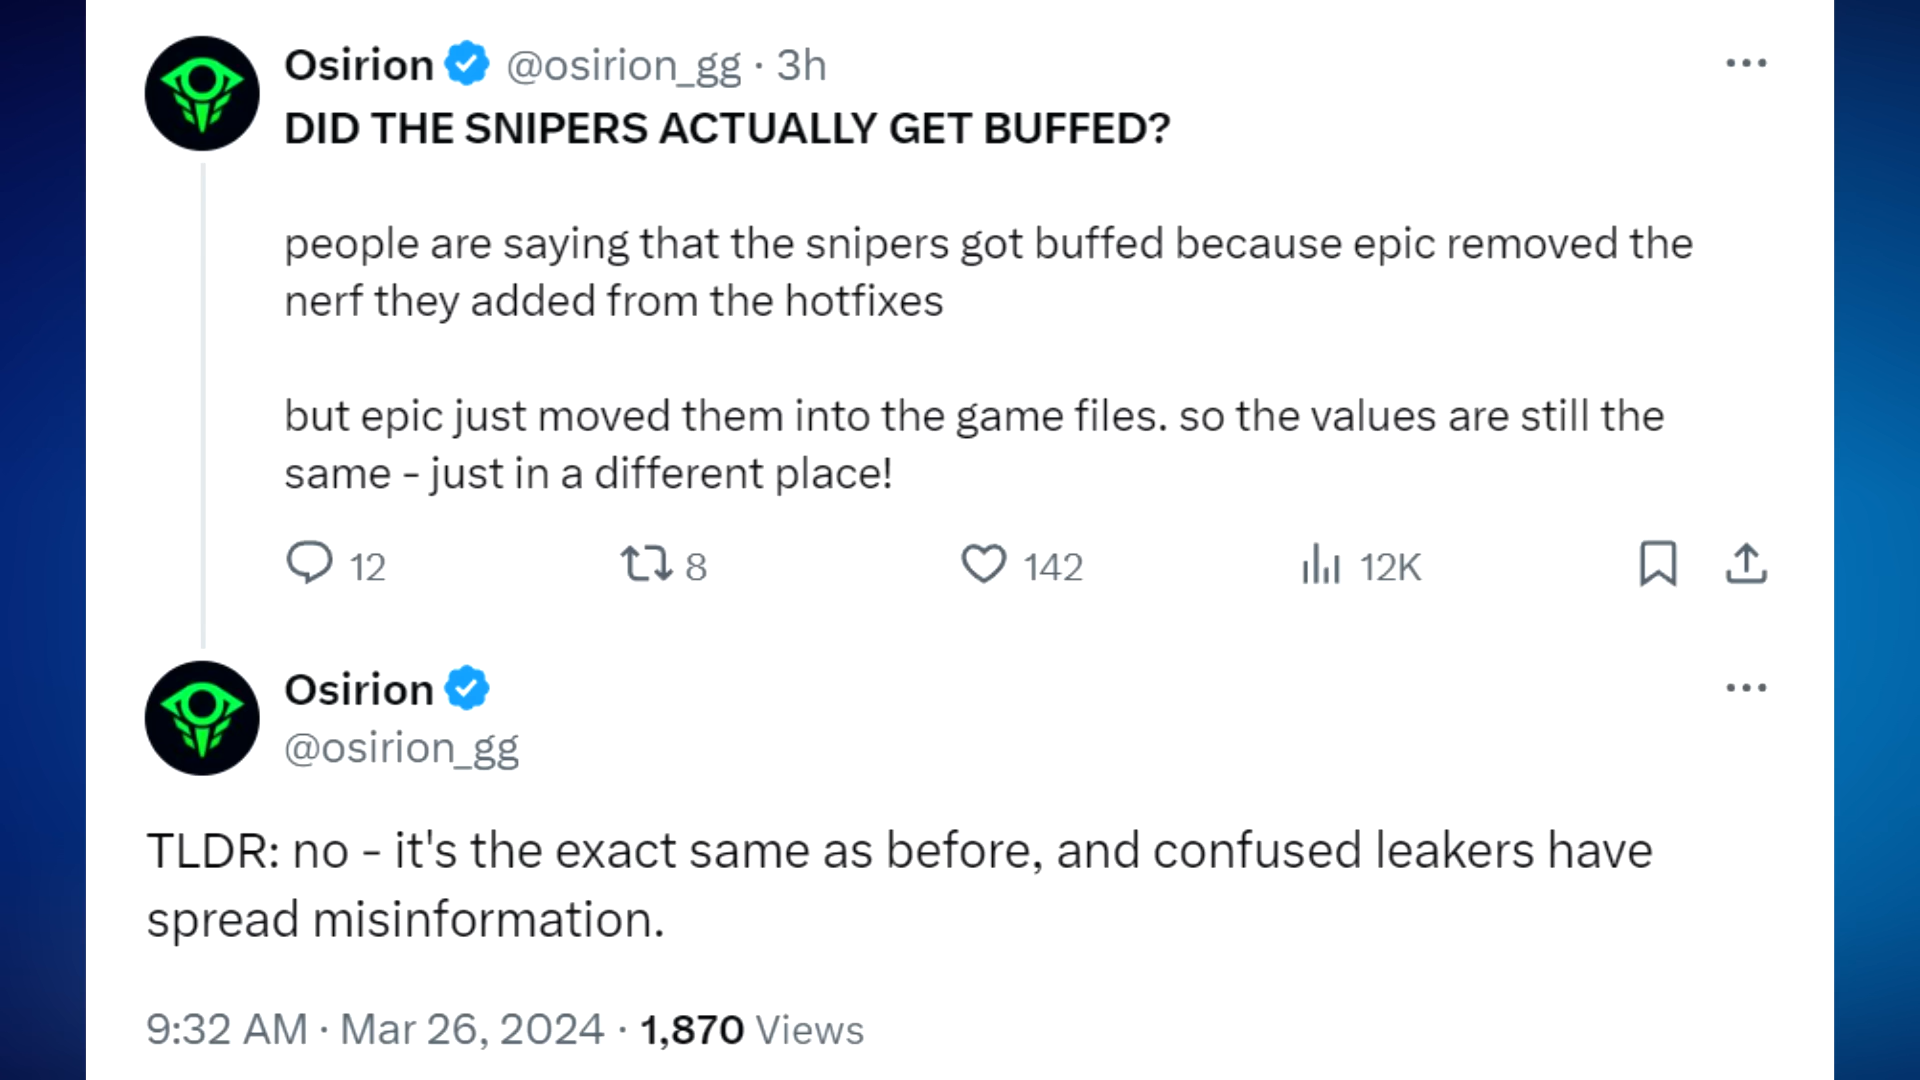 Osirion @osirion_gg · 3h
DID THE SNIPERS ACTUALLY GET BUFFED?
people are saying that the snipers got buffed because epic removed the
nerf they added from the hotfixes
but epic just moved them into the game files. so the values are still the
same - just in a different place!
12 8 142 12K
Osirion
@osirion_gg
TLDR: no - it's the exact same as before, and confused leakers have
spread misinformation.
9:32 AM · Mar 26, 2024 · 1,870 Views